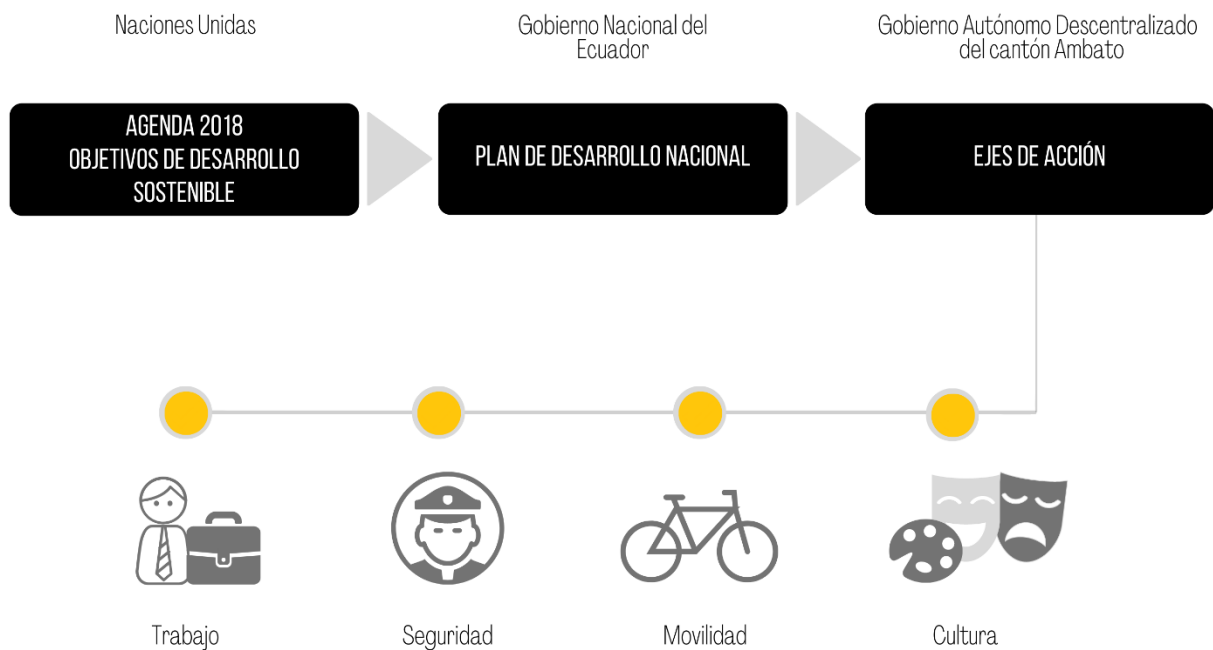 Naciones Unidas
Gobierno Nacional del
Ecuador
Gobierno Autónomo Descentralizado
del cantón Ambato
AGENDA 2018
OBJETIVOS DE DESARROLLO
SOSTENIBLE
PLAN DE DESARROLLO NACIONAL
EJES DE ACCIÓN
Trabajo
Seguridad
Movilidad
Cultura